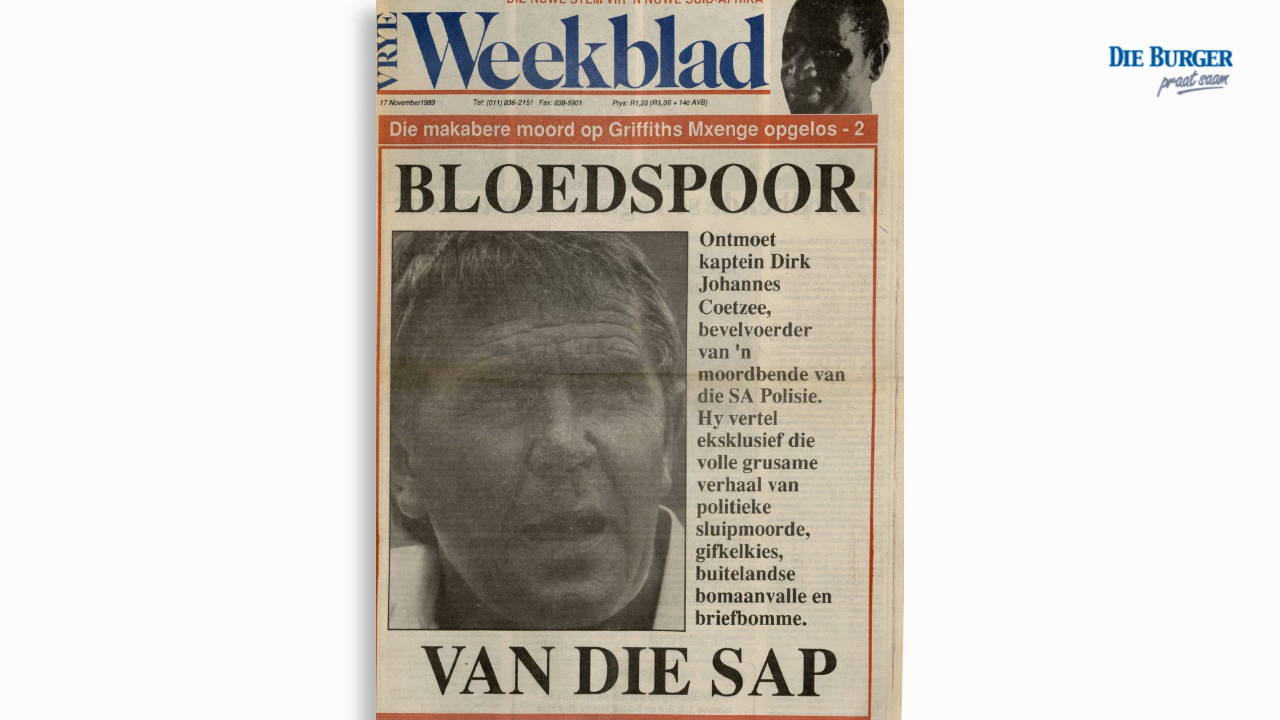 DIE NUWE STEM VIR 'N NUWE SUID-AFRIKA
VRYE
Weekblad
17 November1989 Tel: (011) 836-2151 Fax: 838-5901 Prys: R1,20 (R1,06 + 14c AVB)
Die makabere moord op Griffiths Mxenge opgelos - 2
BLOEDSPOOR
Ontmoet
kaptein Dirk
Johannes
Coetzee,
bevelvoerder
van 'n
moordbende van
die SA Polisie.
Hy vertel
eksklusief die
volle grusame
verhaal van
politieke
sluipmoorde,
gifkelkies,
buitelandse
bomaanvalle en
briefbomme.
VAN DIE SAP
DIE BURGER
praat saam